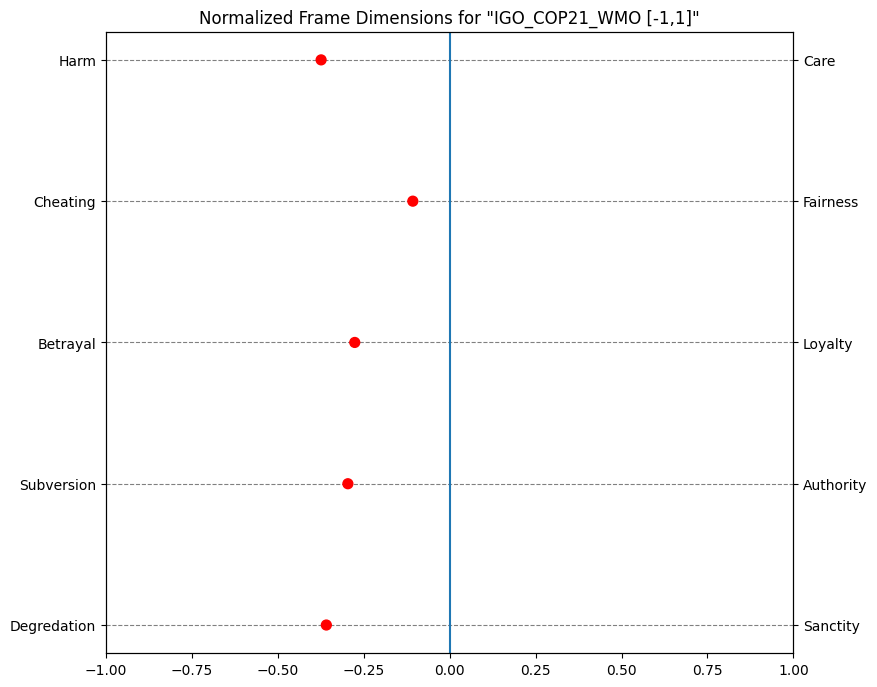 Normalized Frame Dimensions for "IGO_COP21_WMO [-1,1]"
Harm Care
Cheating Fairness
Betrayal Loyalty
Subversion Authority
Degredation Sanctity
−1.00 −0.75 −0.50 −0.25 0.00 0.25 0.50 0.75 1.00